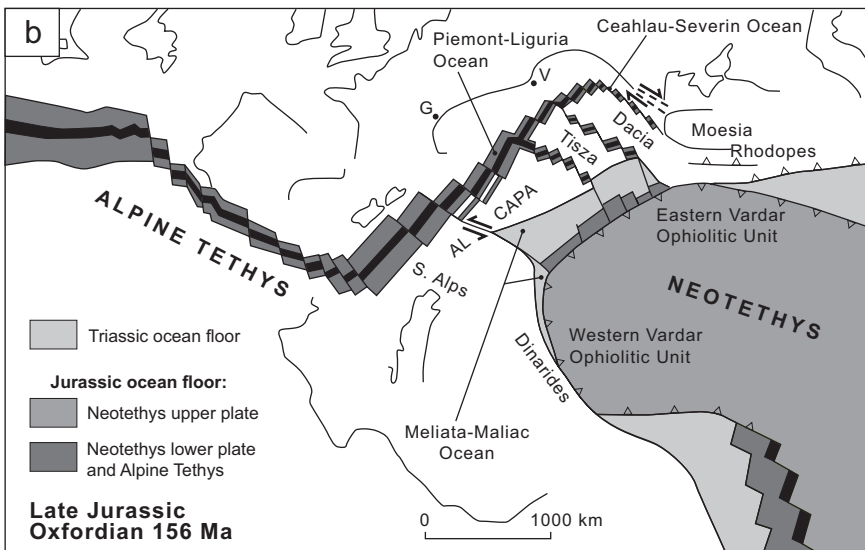 b
Ceahlau-Severin Ocean
Piemont-Liguria
Ocean
V
G
Dacia
Tisza
Moesia
Rhodopes
ALPINE TETHYS
CAPA
AL
S. Alps
Eastern Vardar
Ophiolitic Unit
NEOTETHYS
Western Vardar
Ophiolitic Unit
Dinarides
Meliata-Maliac
Ocean
Triassic ocean floor
Jurassic ocean floor:
Neotethys upper plate
Neotethys lower plate
and Alpine Tethys
Late Jurassic
Oxfordian 156 Ma
0 1000 km